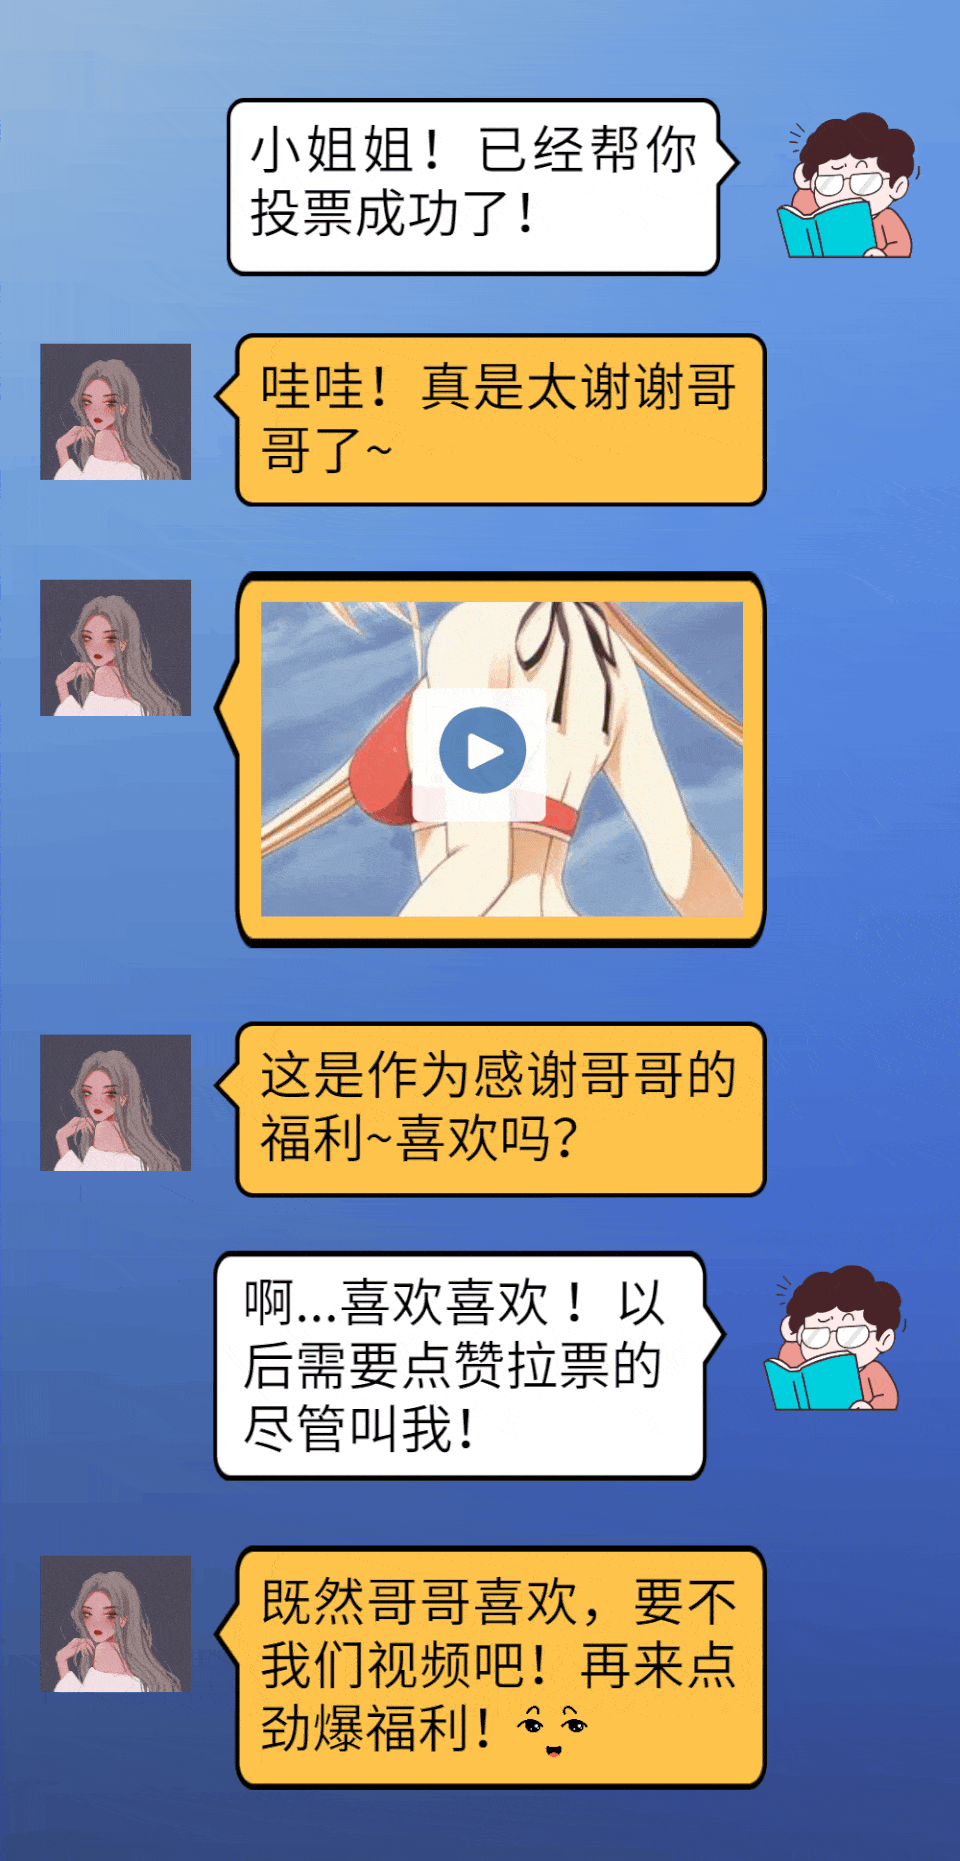 小姐姐！已经帮你
投票成功了！
哇哇！真是太谢谢哥
哥了~
这是作为感谢哥哥的
福利~喜欢吗？
啊...喜欢喜欢！以
后需要点赞拉票的
尽管叫我！
既然哥哥喜欢，要不
我们视频吧！再来点
劲爆福利！